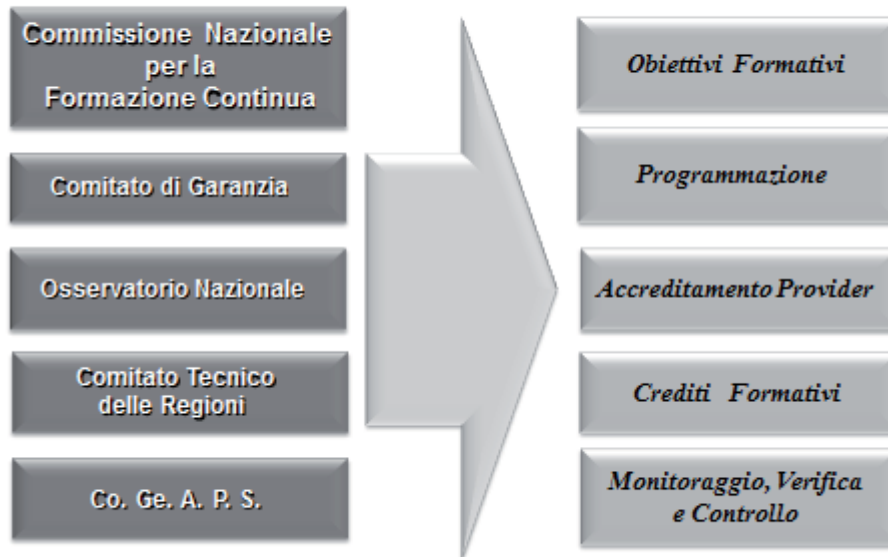 Commissione Nazionale
per la
Formazione Continua
Comitato di Garanzia
Osservatorio Nazionale
Comitato Tecnico
delle Regioni
Co. Ge. A. P. S.
Obiettivi Formativi
Programmazione
Accreditamento Provider
Crediti Formativi
Monitoraggio, Verifica
e Controllo